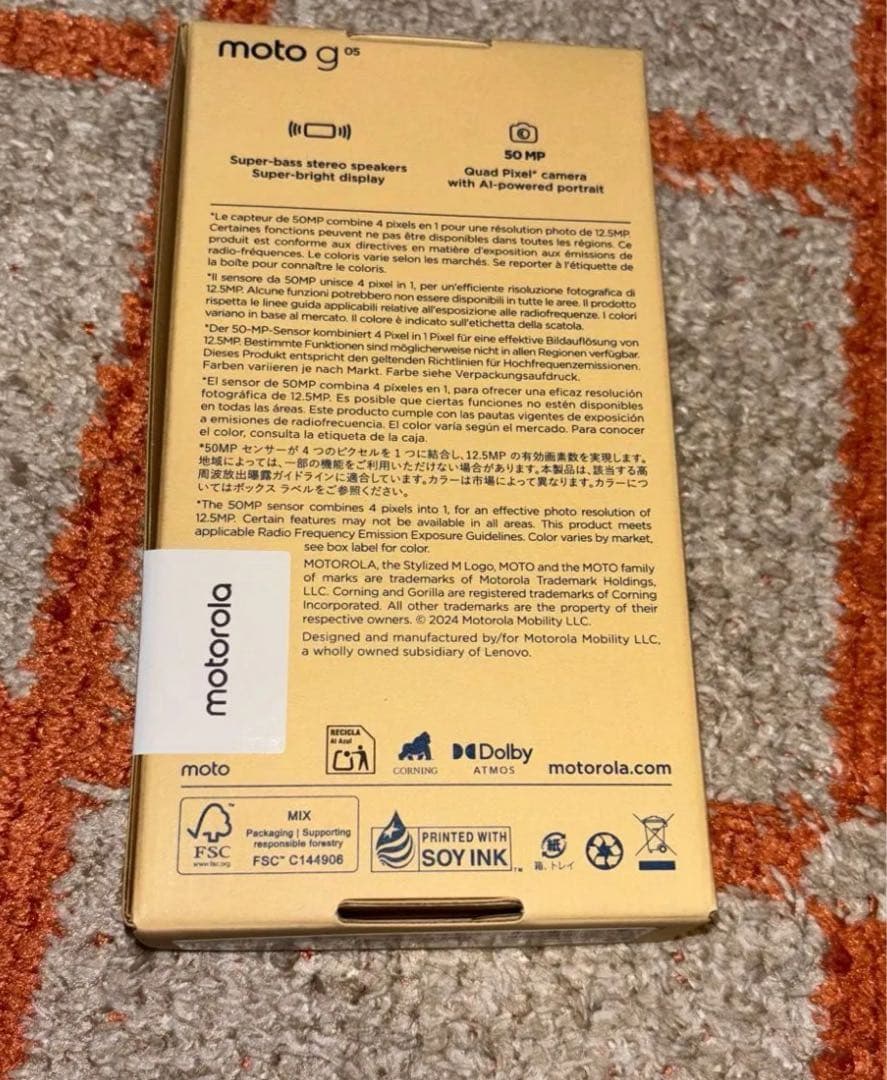 moto g 05
Super-bass stereo speakers
Super-bright display
50 MP
Quad Pixel* camera
with AI-powered portrait
*Le capteur de 50MP combine 4 pixels en 1 pour une résolution photo de 12.5MP.
Certaines fonctions peuvent ne pas être disponibles dans toutes les régions. Ce
produit est conforme aux directives en matière d'exposition aux émissions de
radio-fréquences. Le coloris varie selon les marchés. Se reporter à l'étiquette de
la boîte pour connaître le coloris.
*Il sensore da 50MP unisce 4 pixel in 1, per un'efficiente risoluzione fotografica di
12.5MP. Alcune funzioni potrebbero non essere disponibili in tutte le aree. Il prodotto
rispetta le linee guida applicabili relative all'esposizione alle radiofrequenze. I colori
variano in base al mercato. Il colore è indicato sull'etichetta della scatola.
*Der 50-MP-Sensor kombiniert 4 Pixel in 1 Pixel für eine effektive Bildauflösung von
12.5MP. Bestimmte Funktionen sind möglicherweise nicht in allen Regionen verfügbar.
Dieses Produkt entspricht den geltenden Richtlinien für Hochfrequenzemissionen.
Farben variieren je nach Markt. Farbe siehe Verpackungsaufdruck.
*El sensor de 50MP combina 4 píxeles en 1, para ofrecer una eficaz resolución
fotográfica de 12.5MP. Es posible que ciertas funciones no estén disponibles
en todas las áreas. Este producto cumple con las pautas vigentes de exposición
a emisiones de radiofrecuencia. El color varía según el mercado. Para conocer
el color, consulta la etiqueta de la caja.
*50MP センサーが 4 つのピクセルを 1 つに結合し、12.5MP の有効画素数を実現します。
地域によっては、一部の機能をご利用いただけない場合があります。本製品は、該当する高
周波放出曝露ガイドラインに適合しています。カラーは市場によって異なります。カラーにつ
いてはボックス ラベルをご参照ください。
*The 50MP sensor combines 4 pixels into 1, for an effective photo resolution of
12.5MP. Certain features may not be available in all areas. This product meets
applicable Radio Frequency Emission Exposure Guidelines. Color varies by market,
see box label for color.
MOTOROLA, the Stylized M Logo, MOTO and the MOTO family
of marks are trademarks of Motorola Trademark Holdings,
LLC. Corning and Gorilla are registered trademarks of Corning
Incorporated. All other trademarks are the property of their
respective owners. © 2024 Motorola Mobility LLC.
Designed and manufactured by/for Motorola Mobility LLC,
a wholly owned subsidiary of Lenovo.
motorola
moto
RECICLA
Al Azul
CORNING
Dolby
ATMOS
motorola.com
FSC
www.fsc.org
MIX
Packaging | Supporting
responsible forestry
FSC™ C144906
PRINTED WITH
SOY INK™
紙
箱、トレイ